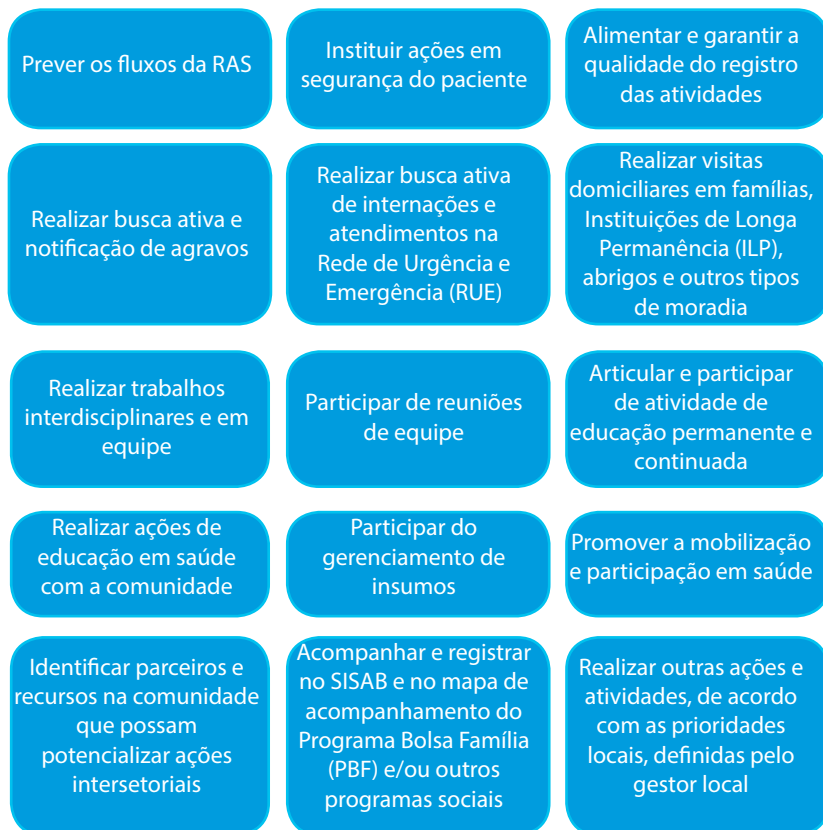 Prever os fluxos da RAS
Instituir ações em
segurança do paciente
Alimentar e garantir a
qualidade do registro
das atividades
Realizar busca ativa e
notificação de agravos
Realizar busca ativa
de internações e
atendimentos na
Rede de Urgência e
Emergência (RUE)
Realizar visitas
domiciliares em famílias,
Instituições de Longa
Permanência (ILP),
abrigos e outros tipos
de moradia
Realizar trabalhos
interdisciplinares e em
equipe
Participar de reuniões
de equipe
Articular e participar
de atividade de
educação permanente e
continuada
Realizar ações de
educação em saúde
com a comunidade
Participar do
gerenciamento de
insumos
Promover a mobilização
e participação em saúde
Identificar parceiros e
recursos na comunidade
que possam
potencializar ações
intersetoriais
Acompanhar e registrar
no SISAB e no mapa de
acompanhamento do
Programa Bolsa Família
(PBF) e/ou outros
programas sociais
Realizar outras ações e
atividades, de acordo
com as prioridades
locais, definidas pelo
gestor local